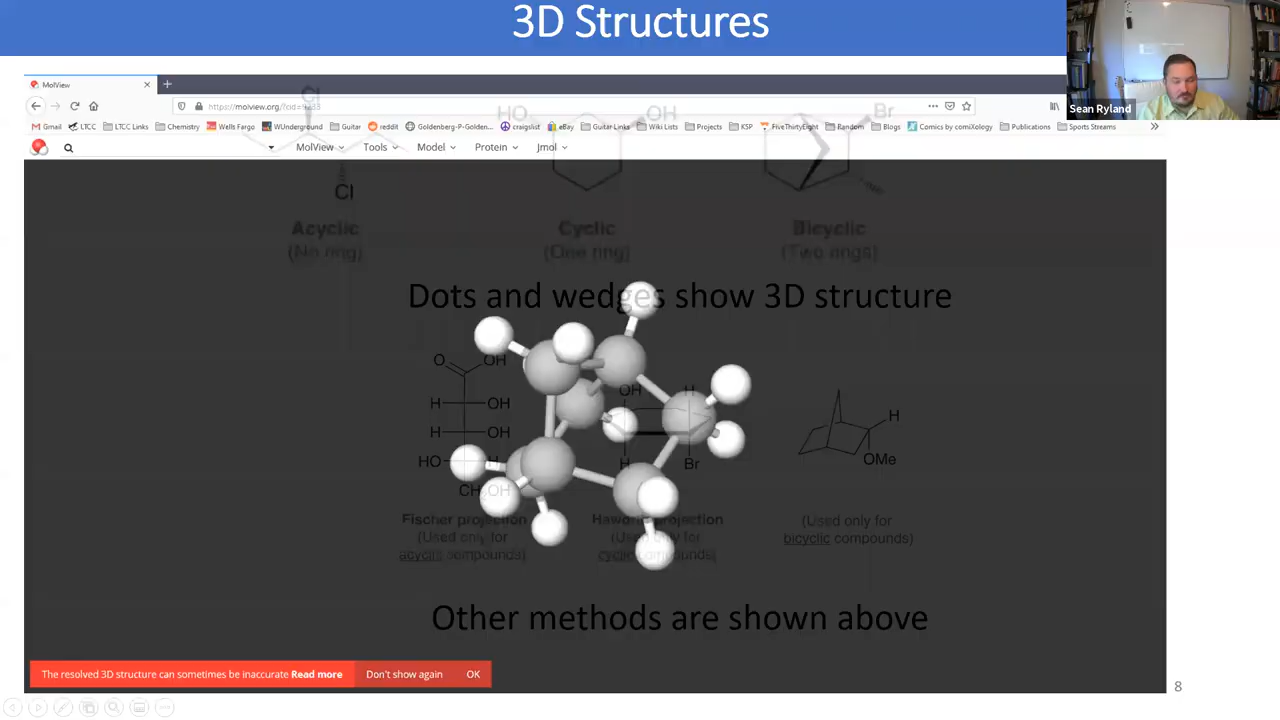 3D Structures
Sean Ryland
MolView
https://molview.org/?cid=9233
Gmail LTCC LTCC Links Chemistry Wells Fargo WUnderground Guitar reddit Goldenberg-P-Golden... craigslist eBay Guitar Links Wiki Lists Projects KSP FiveThirtyEight Random Blogs Comics by comiXology Publications Sports Streams
MolView Tools Model Protein Jmol
Cl
HO OH
Br
Cl
Acyclic Cyclic Bicyclic
(No ring) (One ring) (Two rings)
Dots and wedges show 3D structure
O OH
OH H
H OH
H
H OH
HO H
H Br
OMe
CH OH
Fischer projection
(Used only for
acyclic compounds)
Haworth projection
(Used only for
cyclic compounds)
(Used only for
bicyclic compounds)
Other methods are shown above
The resolved 3D structure can sometimes be inaccurate Read more Don't show again OK
8